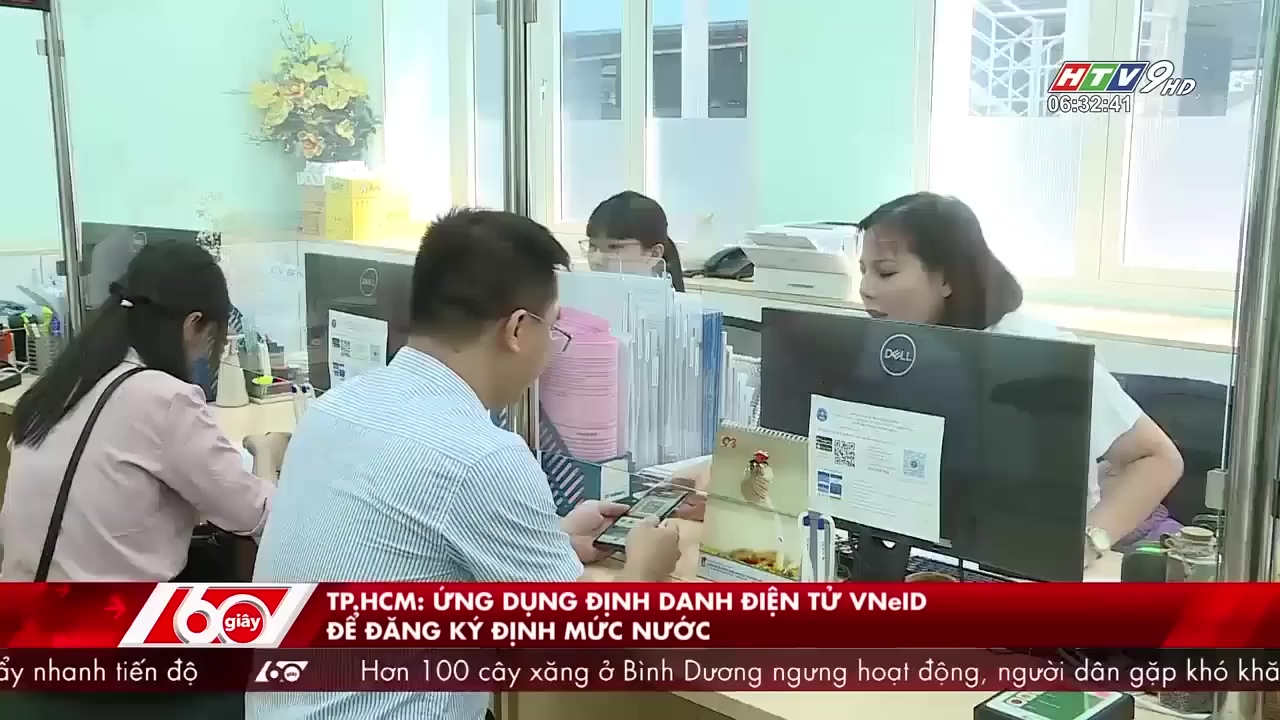 HTV9HD
06:32:41
DELL
DELL
60 giây
TP.HCM: ỨNG DỤNG ĐỊNH DANH ĐIỆN TỬ VNeID
ĐỂ ĐĂNG KÝ ĐỊNH MỨC NƯỚC
ẩy nhanh tiến độ 60 giây Hơn 100 cây xăng ở Bình Dương ngưng hoạt động, người dân gặp khó khă